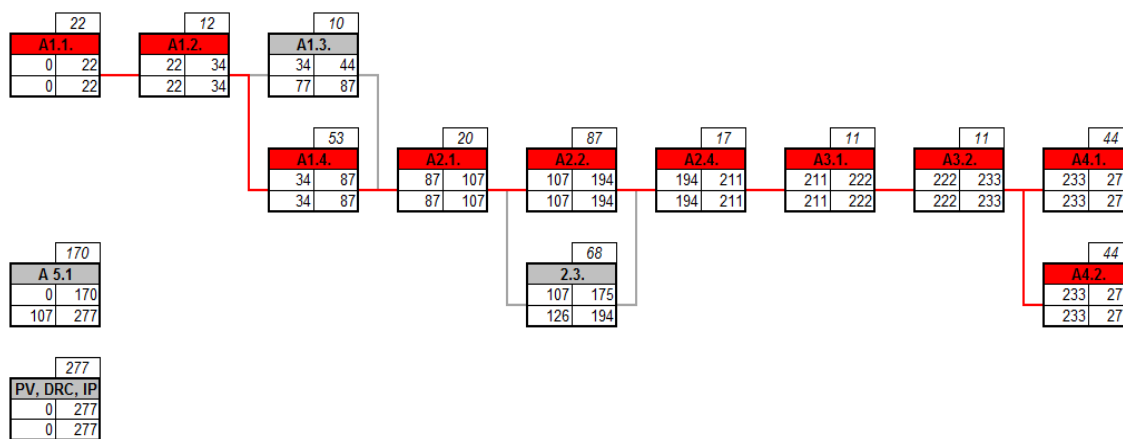 22 12 10
A1.1. A1.2. A1.3.
0 22 22 34 34 44
0 22 22 34 77 87
53 20 87 17 11 11 44
A1.4. A2.1. A2.2. A2.4. A3.1. A3.2. A4.1.
34 87 87 107 107 194 194 211 211 222 222 233 233 27
34 87 87 107 107 194 194 211 211 222 222 233 233 27
170 68 44
A 5.1 2.3. A4.2.
0 170 107 175 233 27
107 277 126 194 233 27
277
PV, DRC, IP
0 277
0 277